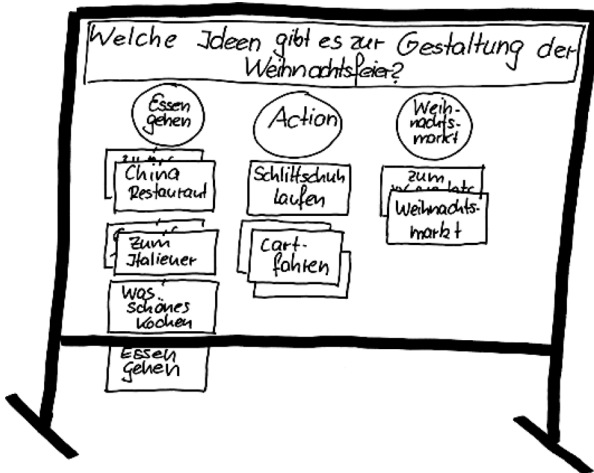 Welche Ideen gibt es zur Gestaltung der
Weihnachtsfeier?
Essen
gehen
China
Restaurant
Zum
Italiener
Was
schönes
kochen
Essen
gehen
Action
Schlittschuh
laufen
Cart-
fahren
Weih-
nachts-
markt
zum
Weihnachts-
markt